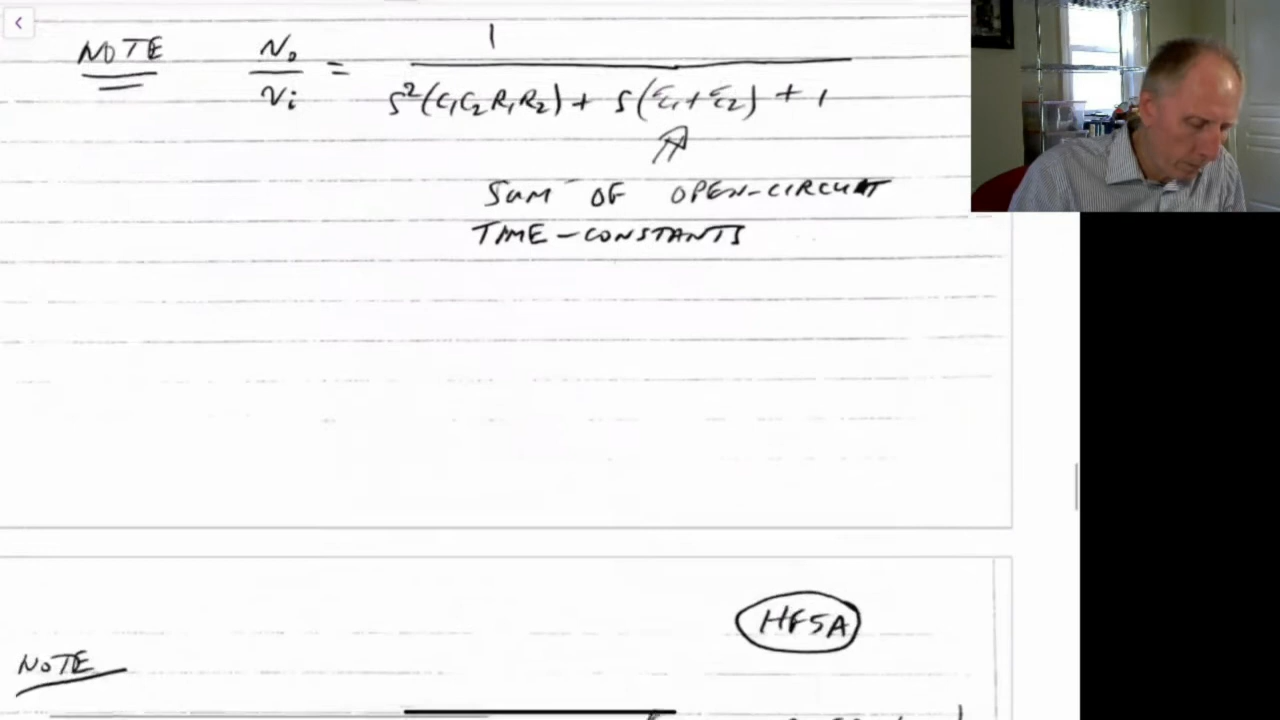 NOTE Vo/Vi = 1 / (S²(C₁C₂R₁R₂) + S(τ₁+τ₂) + 1)
SUM OF OPEN-CIRCUIT
TIME-CONSTANTS
HF5A
NOTE